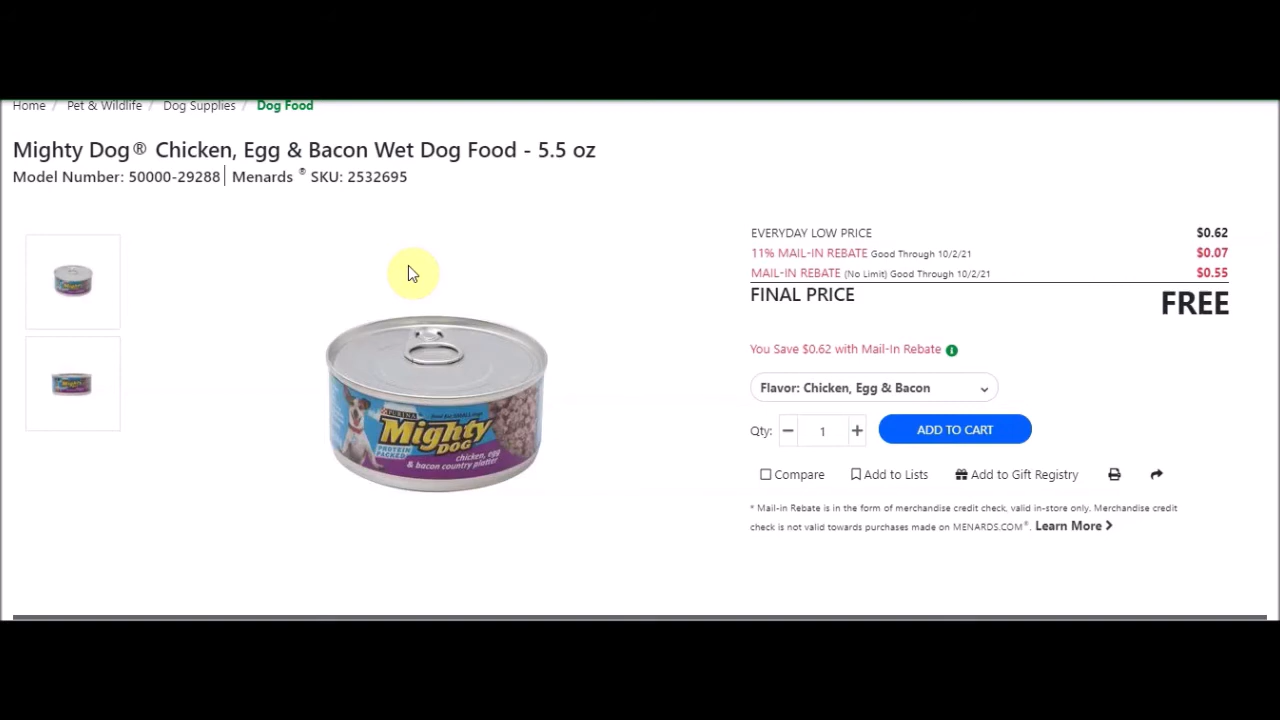 Home / Pet & Wildlife / Dog Supplies / Dog Food
Mighty Dog® Chicken, Egg & Bacon Wet Dog Food - 5.5 oz
Model Number: 50000-29288 | Menards ® SKU: 2532695
EVERYDAY LOW PRICE $0.62
11% MAIL-IN REBATE Good Through 10/2/21 $0.07
MAIL-IN REBATE (No Limit) Good Through 10/2/21 $0.55
FINAL PRICE FREE
You Save $0.62 with Mail-In Rebate
Flavor: Chicken, Egg & Bacon
Qty: − 1 + ADD TO CART
Compare Add to Lists Add to Gift Registry
* Mail-in Rebate is in the form of merchandise credit check, valid in-store only. Merchandise credit
check is not valid towards purchases made on MENARDS.COM®. Learn More
PURINA
Mighty
DOG
PROTEIN
PACKED
chicken, egg
& bacon country platter